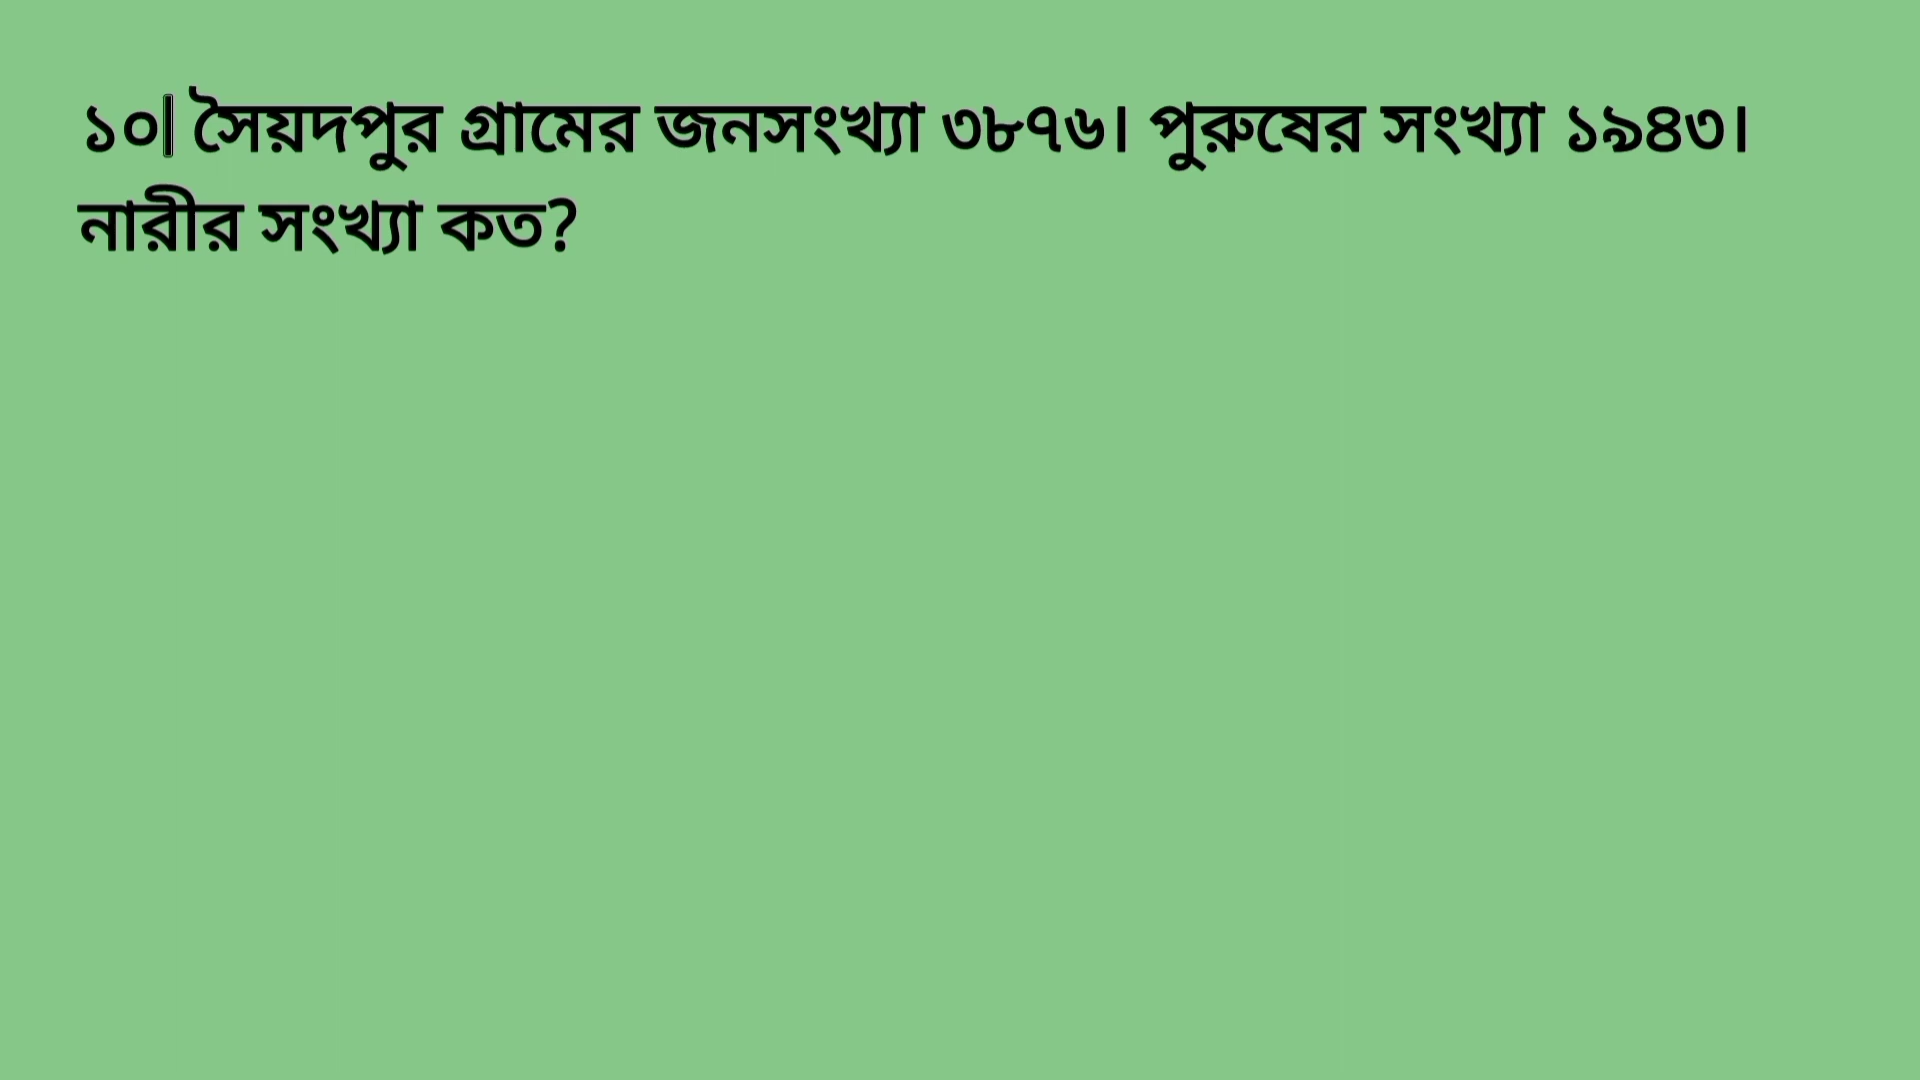 ১০| সৈয়দপুর গ্রামের জনসংখ্যা ৩৮৭৬। পুরুষের সংখ্যা ১৯৪৩।
নারীর সংখ্যা কত?